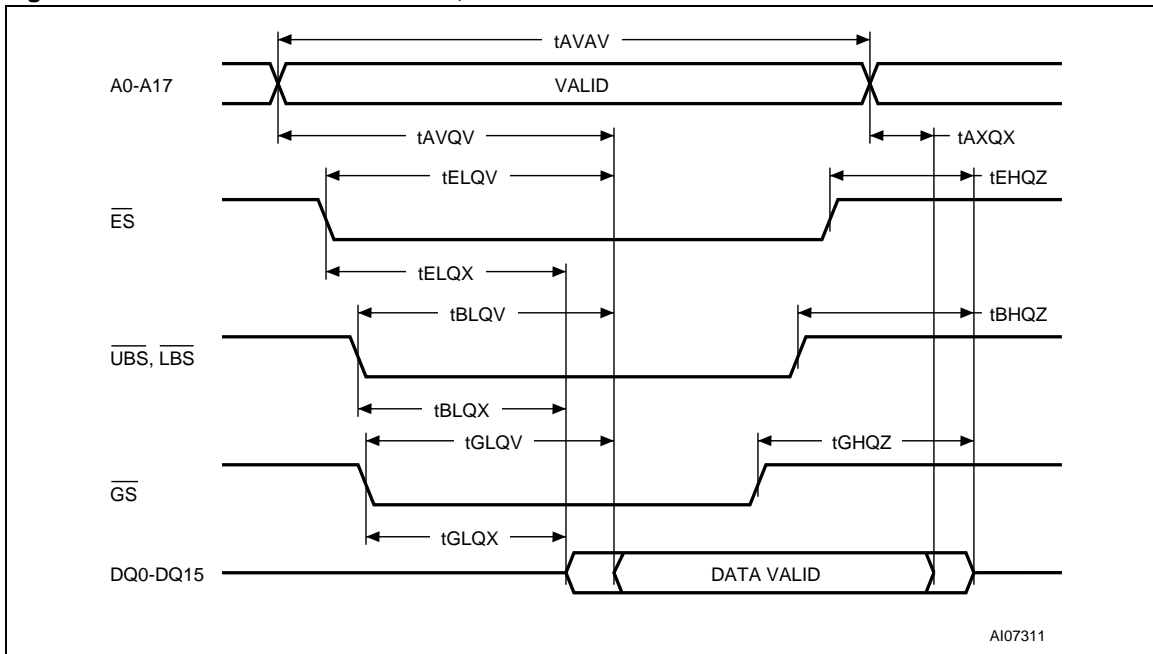 tAVAV
A0-A17
VALID
tAVQV
tAXQX
tELQV
tEHQZ
ES
tELQX
tBLQV
tBHQZ
UBS, LBS
tBLQX
tGLQV
tGHQZ
GS
tGLQX
DQ0-DQ15
DATA VALID
AI07311